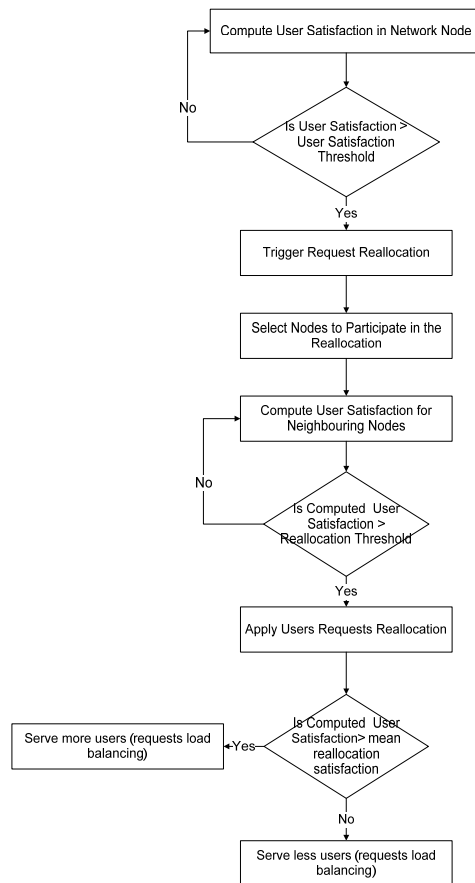 Compute User Satisfaction in Network Node
No
Is User Satisfaction >
User Satisfaction
Threshold
Yes
Trigger Request Reallocation
Select Nodes to Participate in the
Reallocation
Compute User Satisfaction for
Neighbouring Nodes
No
Is Computed User
Satisfaction >
Reallocation Threshold
Yes
Apply Users Requests Reallocation
Is Computed User
Satisfaction> mean
reallocation
satisfaction
Yes
Serve more users (requests load
balancing)
No
Serve less users (requests load
balancing)